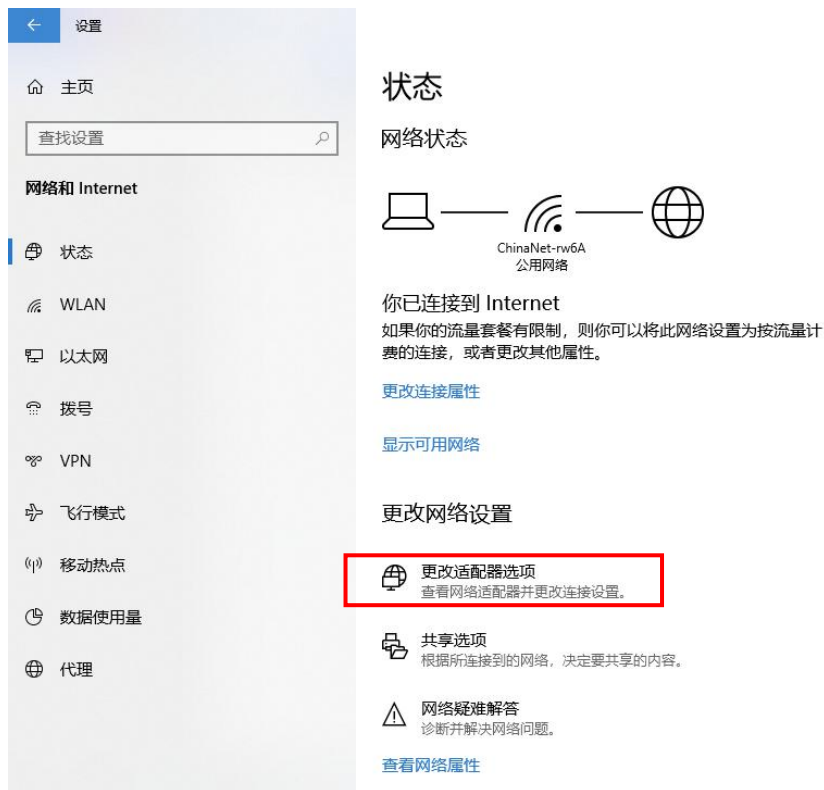 设置
主页
查找设置
网络和 Internet
状态
WLAN
以太网
拨号
VPN
飞行模式
移动热点
数据使用量
代理
状态
网络状态
ChinaNet-rw6A
公用网络
你已连接到 Internet
如果你的流量套餐有限制，则你可以将此网络设置为按流量计
费的连接，或者更改其他属性。
更改连接属性
显示可用网络
更改网络设置
更改适配器选项
查看网络适配器并更改连接设置。
共享选项
根据所连接到的网络，决定要共享的内容。
网络疑难解答
诊断并解决网络问题。
查看网络属性